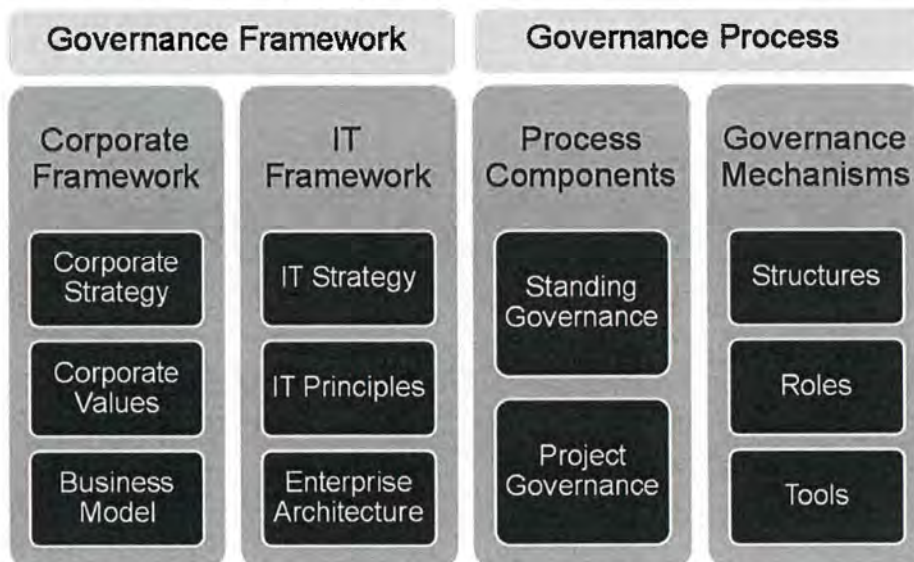 Governance Framework
Governance Process
Corporate
Framework
IT
Framework
Process
Components
Governance
Mechanisms
Corporate
Strategy
Corporate
Values
Business
Model
IT Strategy
IT Principles
Enterprise
Architecture
Standing
Governance
Project
Governance
Structures
Roles
Tools